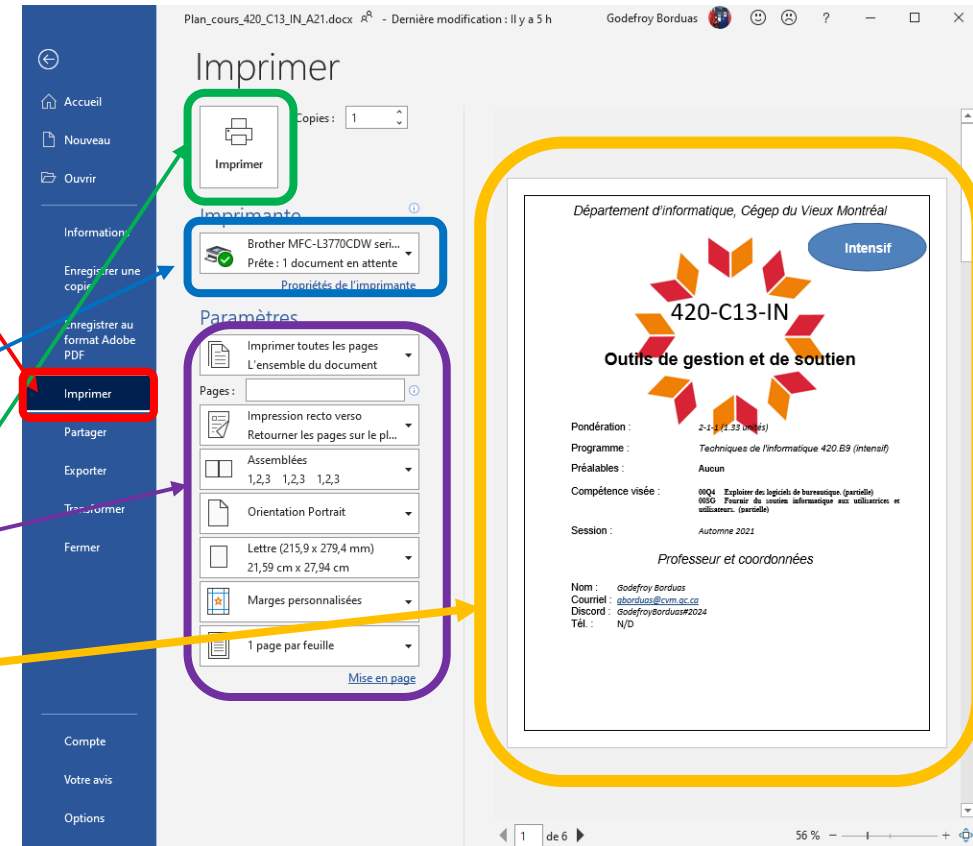 Plan_cours_420_C13_IN_A21.docx - Dernière modification : Il y a 5 h
Godefroy Borduas
?
Imprimer
Accueil
Nouveau
Ouvrir
Informations
Enregistrer une
copie
Enregistrer au
format Adobe
PDF
Imprimer
Partager
Exporter
Transformer
Fermer
Compte
Votre avis
Options
Imprimer
Copies : 1
Imprimante
Brother MFC-L3770CDW seri...
Prête : 1 document en attente
Propriétés de l'imprimante
Paramètres
Imprimer toutes les pages
L'ensemble du document
Pages :
Impression recto verso
Retourner les pages sur le pl...
Assemblées
1,2,3 1,2,3 1,2,3
Orientation Portrait
Lettre (215,9 x 279,4 mm)
21,59 cm x 27,94 cm
Marges personnalisées
1 page par feuille
Mise en page
Département d'informatique, Cégep du Vieux Montréal
Intensif
420-C13-IN
Outils de gestion et de soutien
Pondération : 2-1-1 (1.33 unités)
Programme : Techniques de l'informatique 420.B9 (intensif)
Préalables : Aucun
Compétence visée : 00Q4 Exploiter des logiciels de bureautique. (partielle)
00SG Fournir du soutien informatique aux utilisatrices et
utilisateurs. (partielle)
Session : Automne 2021
Professeur et coordonnées
Nom : Godefroy Borduas
Courriel : gborduas@cvm.qc.ca
Discord : GodefroyBorduas#2024
Tél. : N/D
1 de 6
56 %